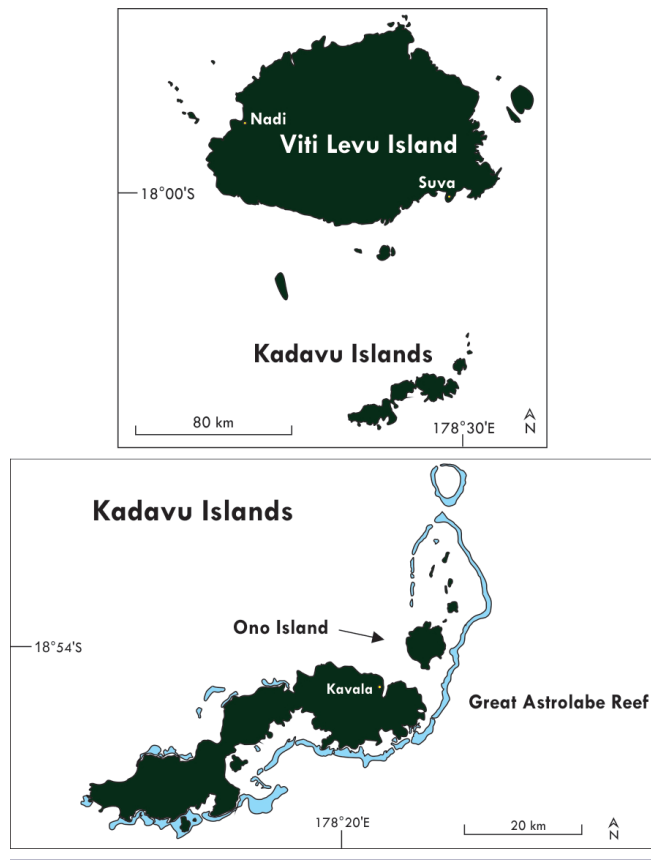 Nadi
Viti Levu Island
Suva
18°00'S
Kadavu Islands
80 km
178°30'E
N
Kadavu Islands
Ono Island
18°54'S
Kavala
Great Astrolabe Reef
178°20'E
20 km
N